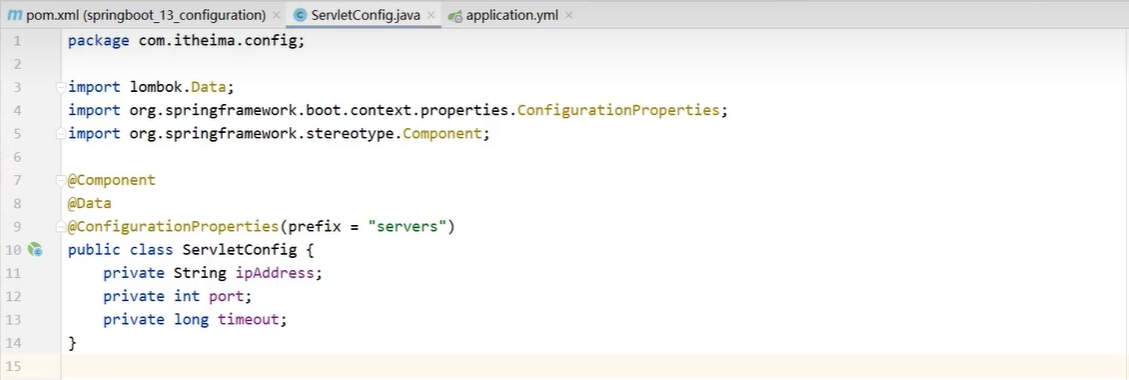 pom.xml (springboot_13_configuration) × ServletConfig.java × application.yml ×
1 package com.itheima.config;
2
3 import lombok.Data;
4 import org.springframework.boot.context.properties.ConfigurationProperties;
5 import org.springframework.stereotype.Component;
6
7 @Component
8 @Data
9 @ConfigurationProperties(prefix = "servers")
10 public class ServletConfig {
11     private String ipAddress;
12     private int port;
13     private long timeout;
14 }
15